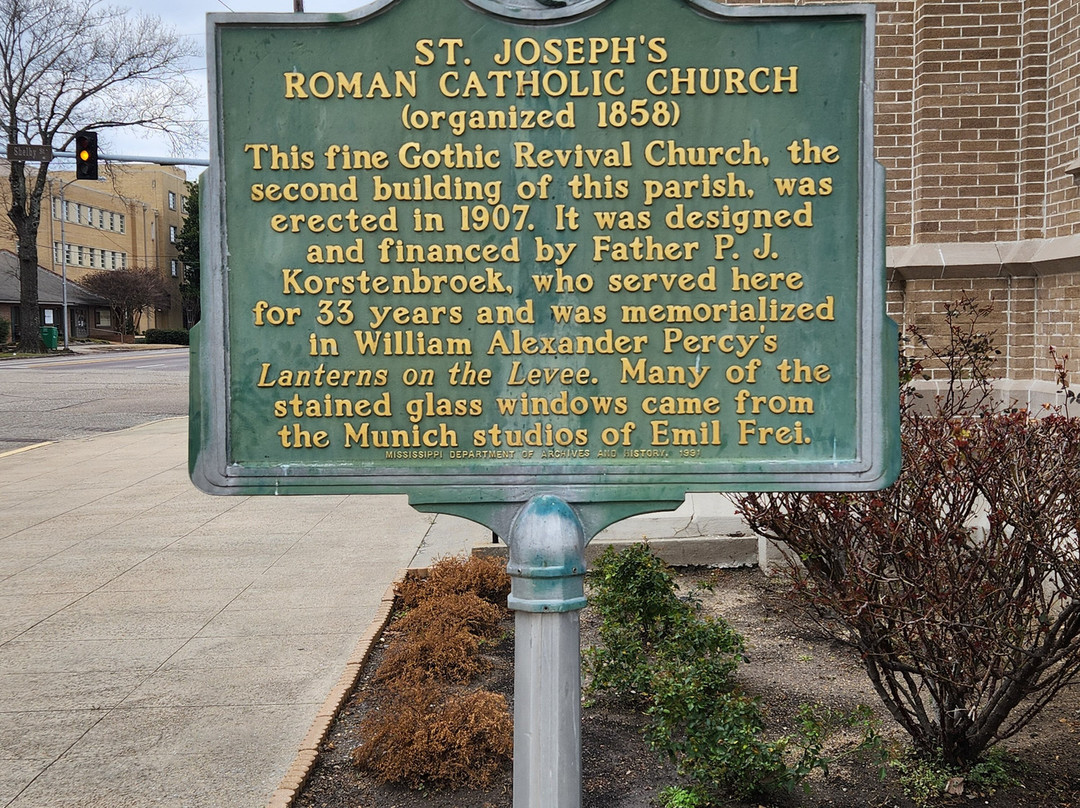 ST. JOSEPH'S
ROMAN CATHOLIC CHURCH
(organized 1858)
This fine Gothic Revival Church, the
second building of this parish, was
erected in 1907. It was designed
and financed by Father P. J.
Korstenbroek, who served here
for 33 years and was memorialized
in William Alexander Percy's
Lanterns on the Levee. Many of the
stained glass windows came from
the Munich studios of Emil Frei.
MISSISSIPPI DEPARTMENT OF ARCHIVES AND HISTORY, 1991
Shelby